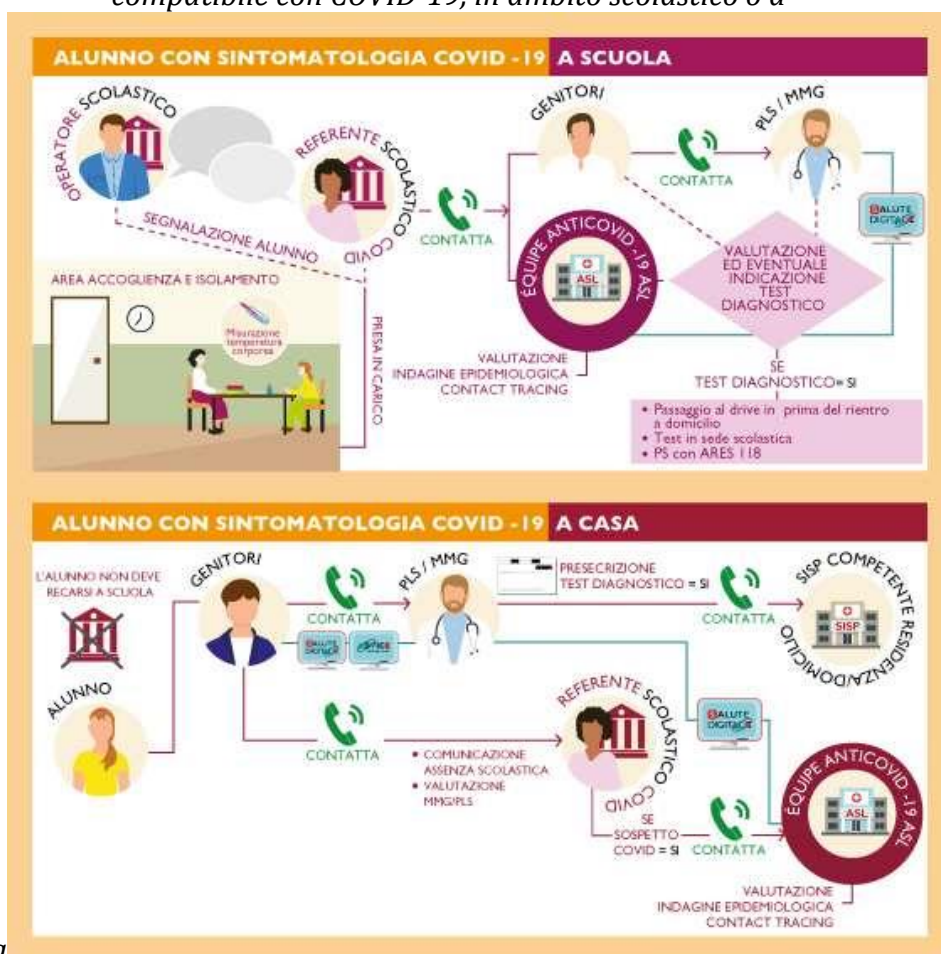 compatibile con COVID-19, in ambito scolastico o a
ALUNNO CON SINTOMATOLOGIA COVID -19 A SCUOLA
OPERATORE SCOLASTICO
REFERENTE SCOLASTICO COVID
CONTATTA
GENITORI
CONTATTA
PLS / MMG
SALUTE
DIGITALE
SEGNALAZIONE ALUNNO
ÉQUIPE ANTICOVID -19 ASL
ASL
VALUTAZIONE
ED EVENTUALE
INDICAZIONE
TEST
DIAGNOSTICO
AREA ACCOGLIENZA E ISOLAMENTO
Misurazione
temperatura
corporea
PRESA IN CARICO
VALUTAZIONE
INDAGINE EPIDEMIOLOGICA
CONTACT TRACING
SE
TEST DIAGNOSTICO= SI
• Passaggio al drive in prima del rientro
a domicilio
• Test in sede scolastica
• PS con ARES 118
ALUNNO CON SINTOMATOLOGIA COVID -19 A CASA
L'ALUNNO NON DEVE
RECARSI A SCUOLA
ALUNNO
GENITORI
CONTATTA
SALUTE
DIGITALE
PLS / MMG
PRESECRIZIONE
TEST DIAGNOSTICO = SI
CONTATTA
SISP COMPETENTE RESIDENZA/DOMICILIO
SISP
CONTATTA
• COMUNICAZIONE
ASSENZA SCOLASTICA
• VALUTAZIONE
MMG/PLS
REFERENTE SCOLASTICO COVID
SALUTE
DIGITALE
SE
SOSPETTO
COVID = SI
CONTATTA
ÉQUIPE ANTICOVID -19 ASL
ASL
VALUTAZIONE
INDAGINE EPIDEMIOLOGICA
CONTACT TRACING